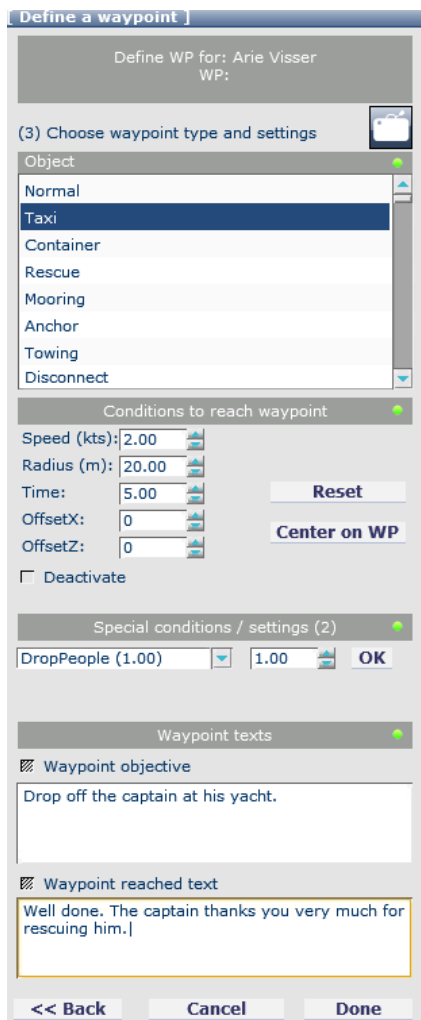 [ Define a waypoint ]
Define WP for: Arie Visser
WP:
(3) Choose waypoint type and settings
Object
Normal
Taxi
Container
Rescue
Mooring
Anchor
Towing
Disconnect
Conditions to reach waypoint
Speed (kts): 2.00
Radius (m): 20.00
Time: 5.00 Reset
OffsetX: 0
OffsetZ: 0 Center on WP
Deactivate
Special conditions / settings (2)
DropPeople (1.00) 1.00 OK
Waypoint texts
Waypoint objective
Drop off the captain at his yacht.
Waypoint reached text
Well done. The captain thanks you very much for
rescuing him.
<< Back Cancel Done